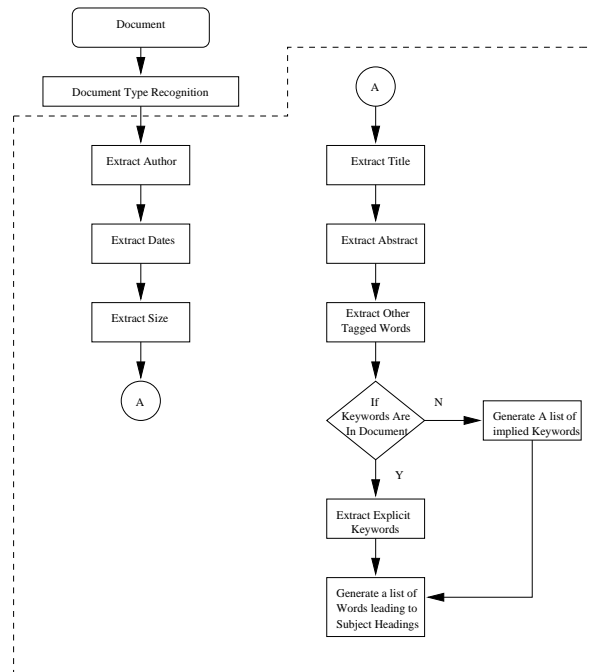 Document
Document Type Recognition
Extract Author
Extract Dates
Extract Size
A
A
Extract Title
Extract Abstract
Extract Other
Tagged Words
If
Keywords Are
In Document
N
Generate A list of
implied Keywords
Y
Extract Explicit
Keywords
Generate a list of
Words leading to
Subject Headings